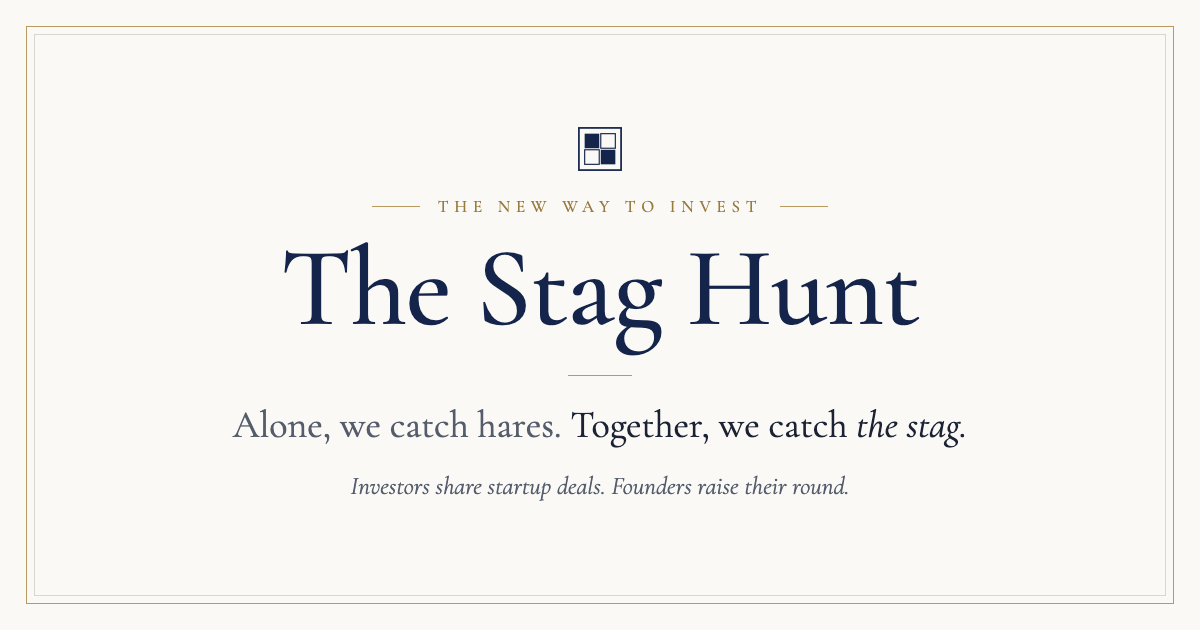 THE NEW WAY TO INVEST
The Stag Hunt
Alone, we catch hares. Together, we catch the stag.
Investors share startup deals. Founders raise their round.